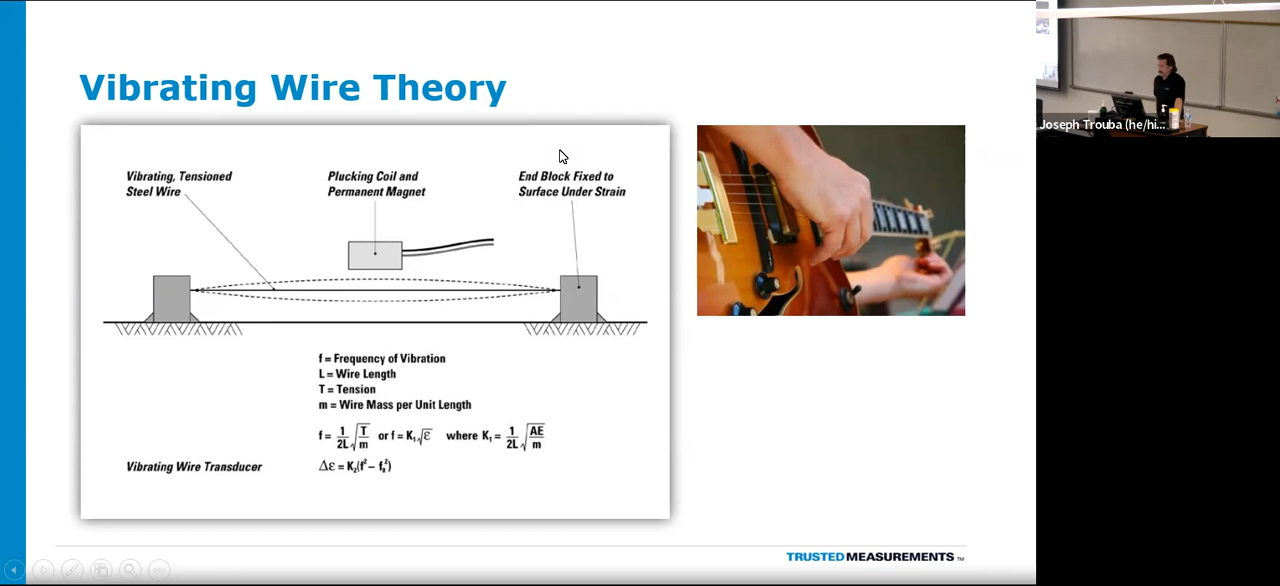 Vibrating Wire Theory
Vibrating, Tensioned
Steel Wire
Plucking Coil and
Permanent Magnet
End Block Fixed to
Surface Under Strain
f = Frequency of Vibration
L = Wire Length
T = Tension
m = Wire Mass per Unit Length
f = 1/2L √T/m or f = K₁√ε where K₁ = 1/2L √AE/m
Vibrating Wire Transducer
Δε = K₂(f² – f₀²)
TRUSTED MEASUREMENTS ™
Joseph Trouba (he/hi...